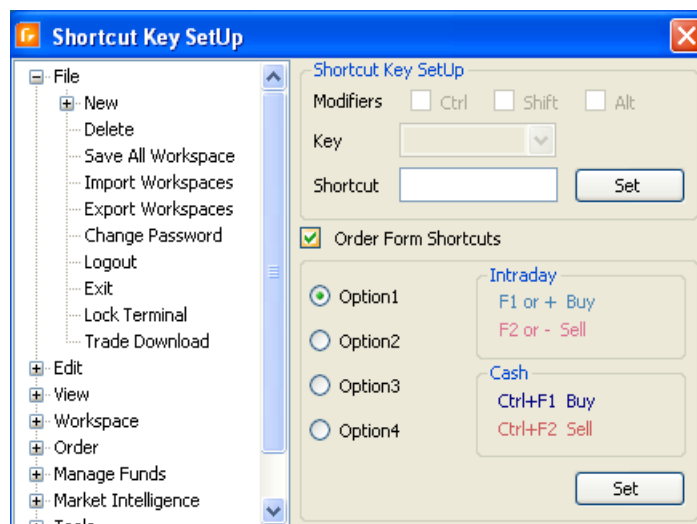 Shortcut Key SetUp
File
New
Delete
Save All Workspace
Import Workspaces
Export Workspaces
Change Password
Logout
Exit
Lock Terminal
Trade Download
Edit
View
Workspace
Order
Manage Funds
Market Intelligence
Tools
Shortcut Key SetUp
Modifiers Ctrl Shift Alt
Key
Shortcut Set
Order Form Shortcuts
Option1
Option2
Option3
Option4
Intraday
F1 or + Buy
F2 or - Sell
Cash
Ctrl+F1 Buy
Ctrl+F2 Sell
Set